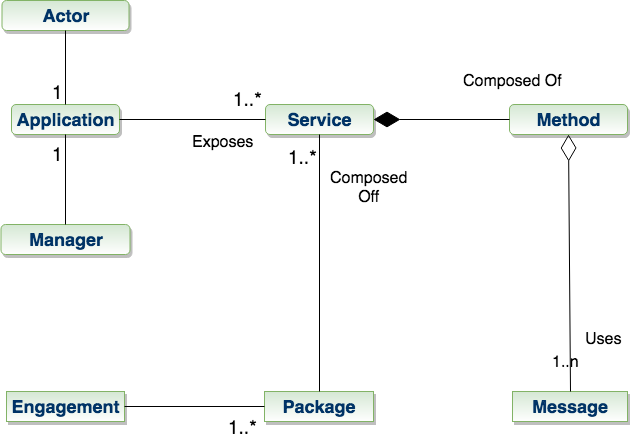 Actor
Composed Of
1
1..*
Application
Service
Method
Exposes
1
1..*
Composed
Off
Manager
Uses
1..n
Engagement
Package
Message
1..*